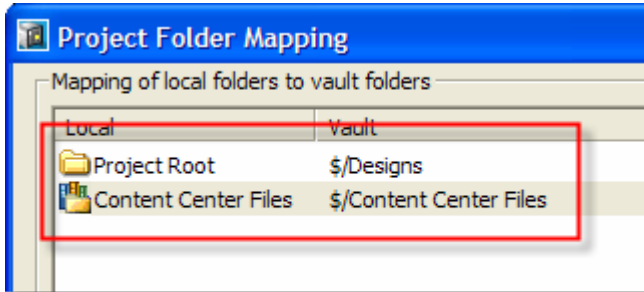 Project Folder Mapping
Mapping of local folders to vault folders
Local Vault
Project Root $/Designs
Content Center Files $/Content Center Files